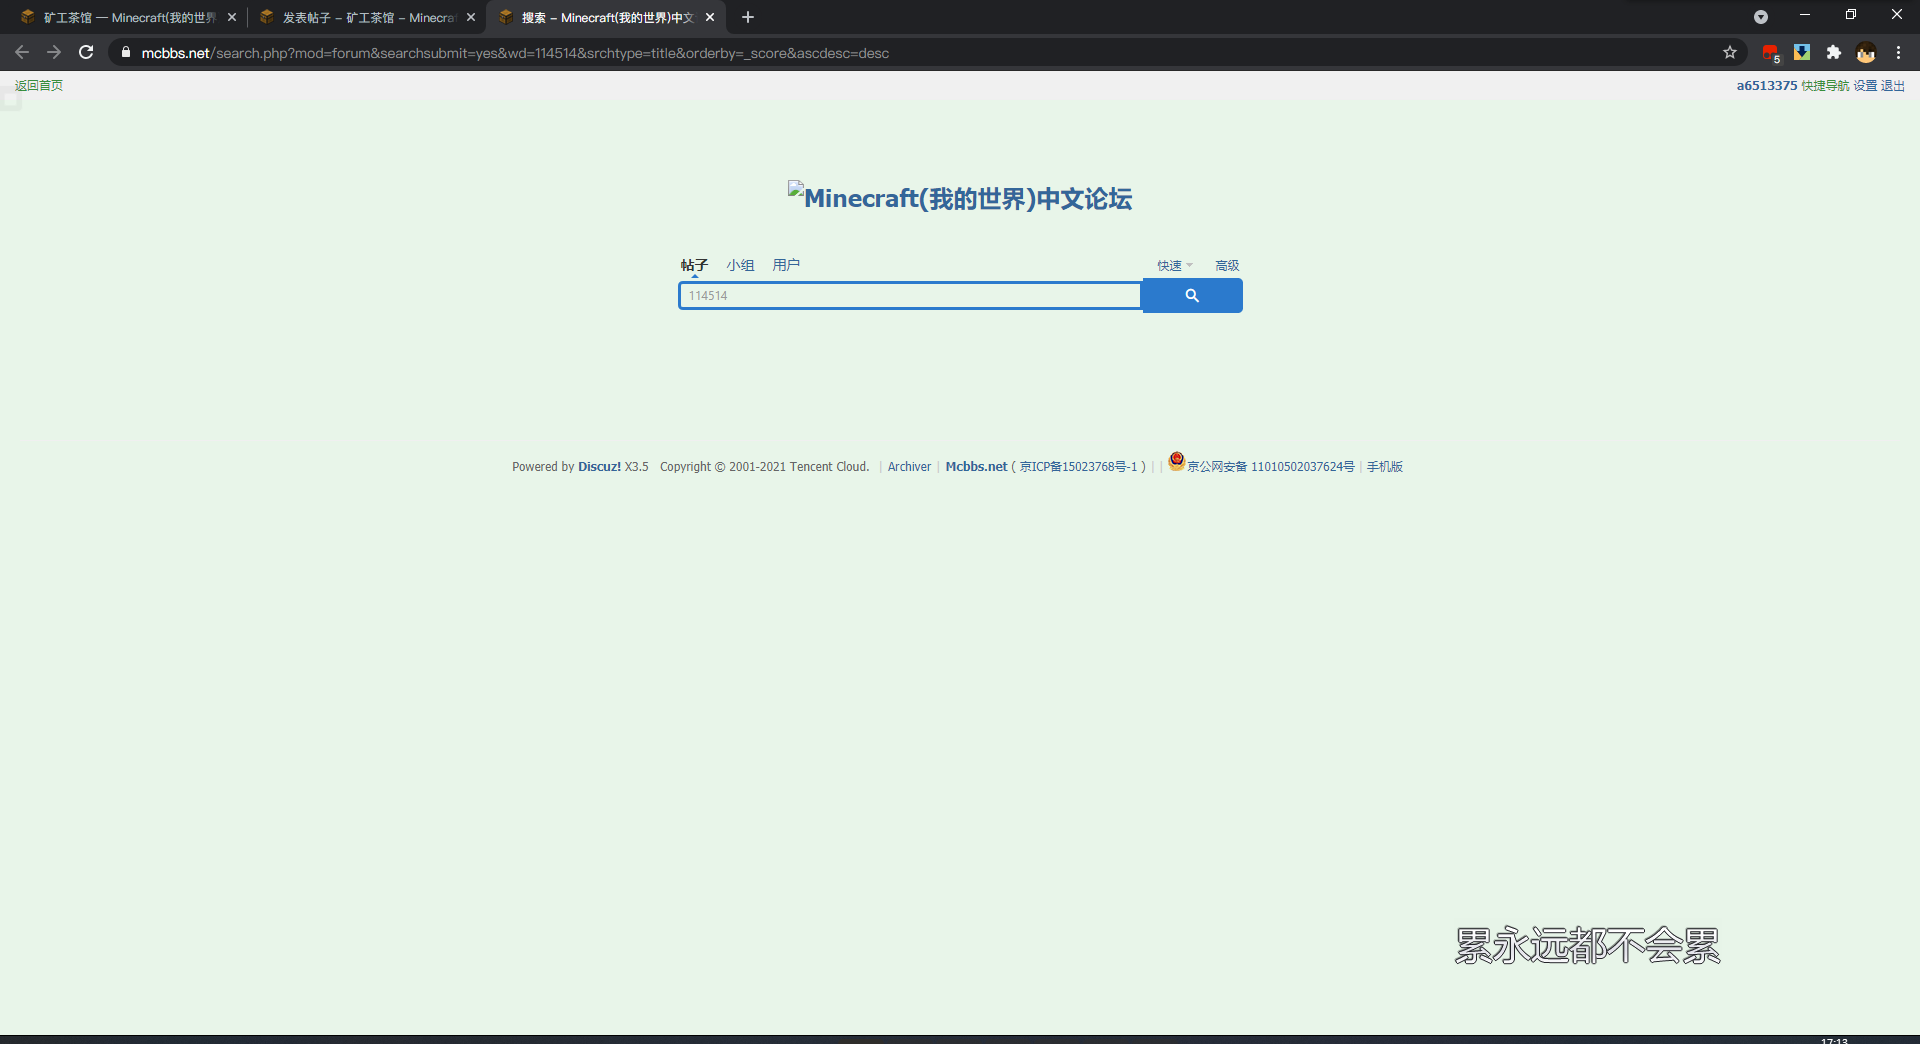 矿工茶馆 — Minecraft(我的世界
发表帖子 - 矿工茶馆 - Minecra
搜索 - Minecraft(我的世界)中文
mcbbs.net/search.php?mod=forum&searchsubmit=yes&wd=114514&srchtype=title&orderby=_score&ascdesc=desc
5
返回首页
a6513375 快捷导航 设置 退出
Minecraft(我的世界)中文论坛
帖子 小组 用户 快速 高级
114514
Powered by Discuz! X3.5 Copyright © 2001-2021 Tencent Cloud. | Archiver | Mcbbs.net ( 京ICP备15023768号-1 ) | | 京公网安备 11010502037624号 | 手机版
累永远都不会累
17:13